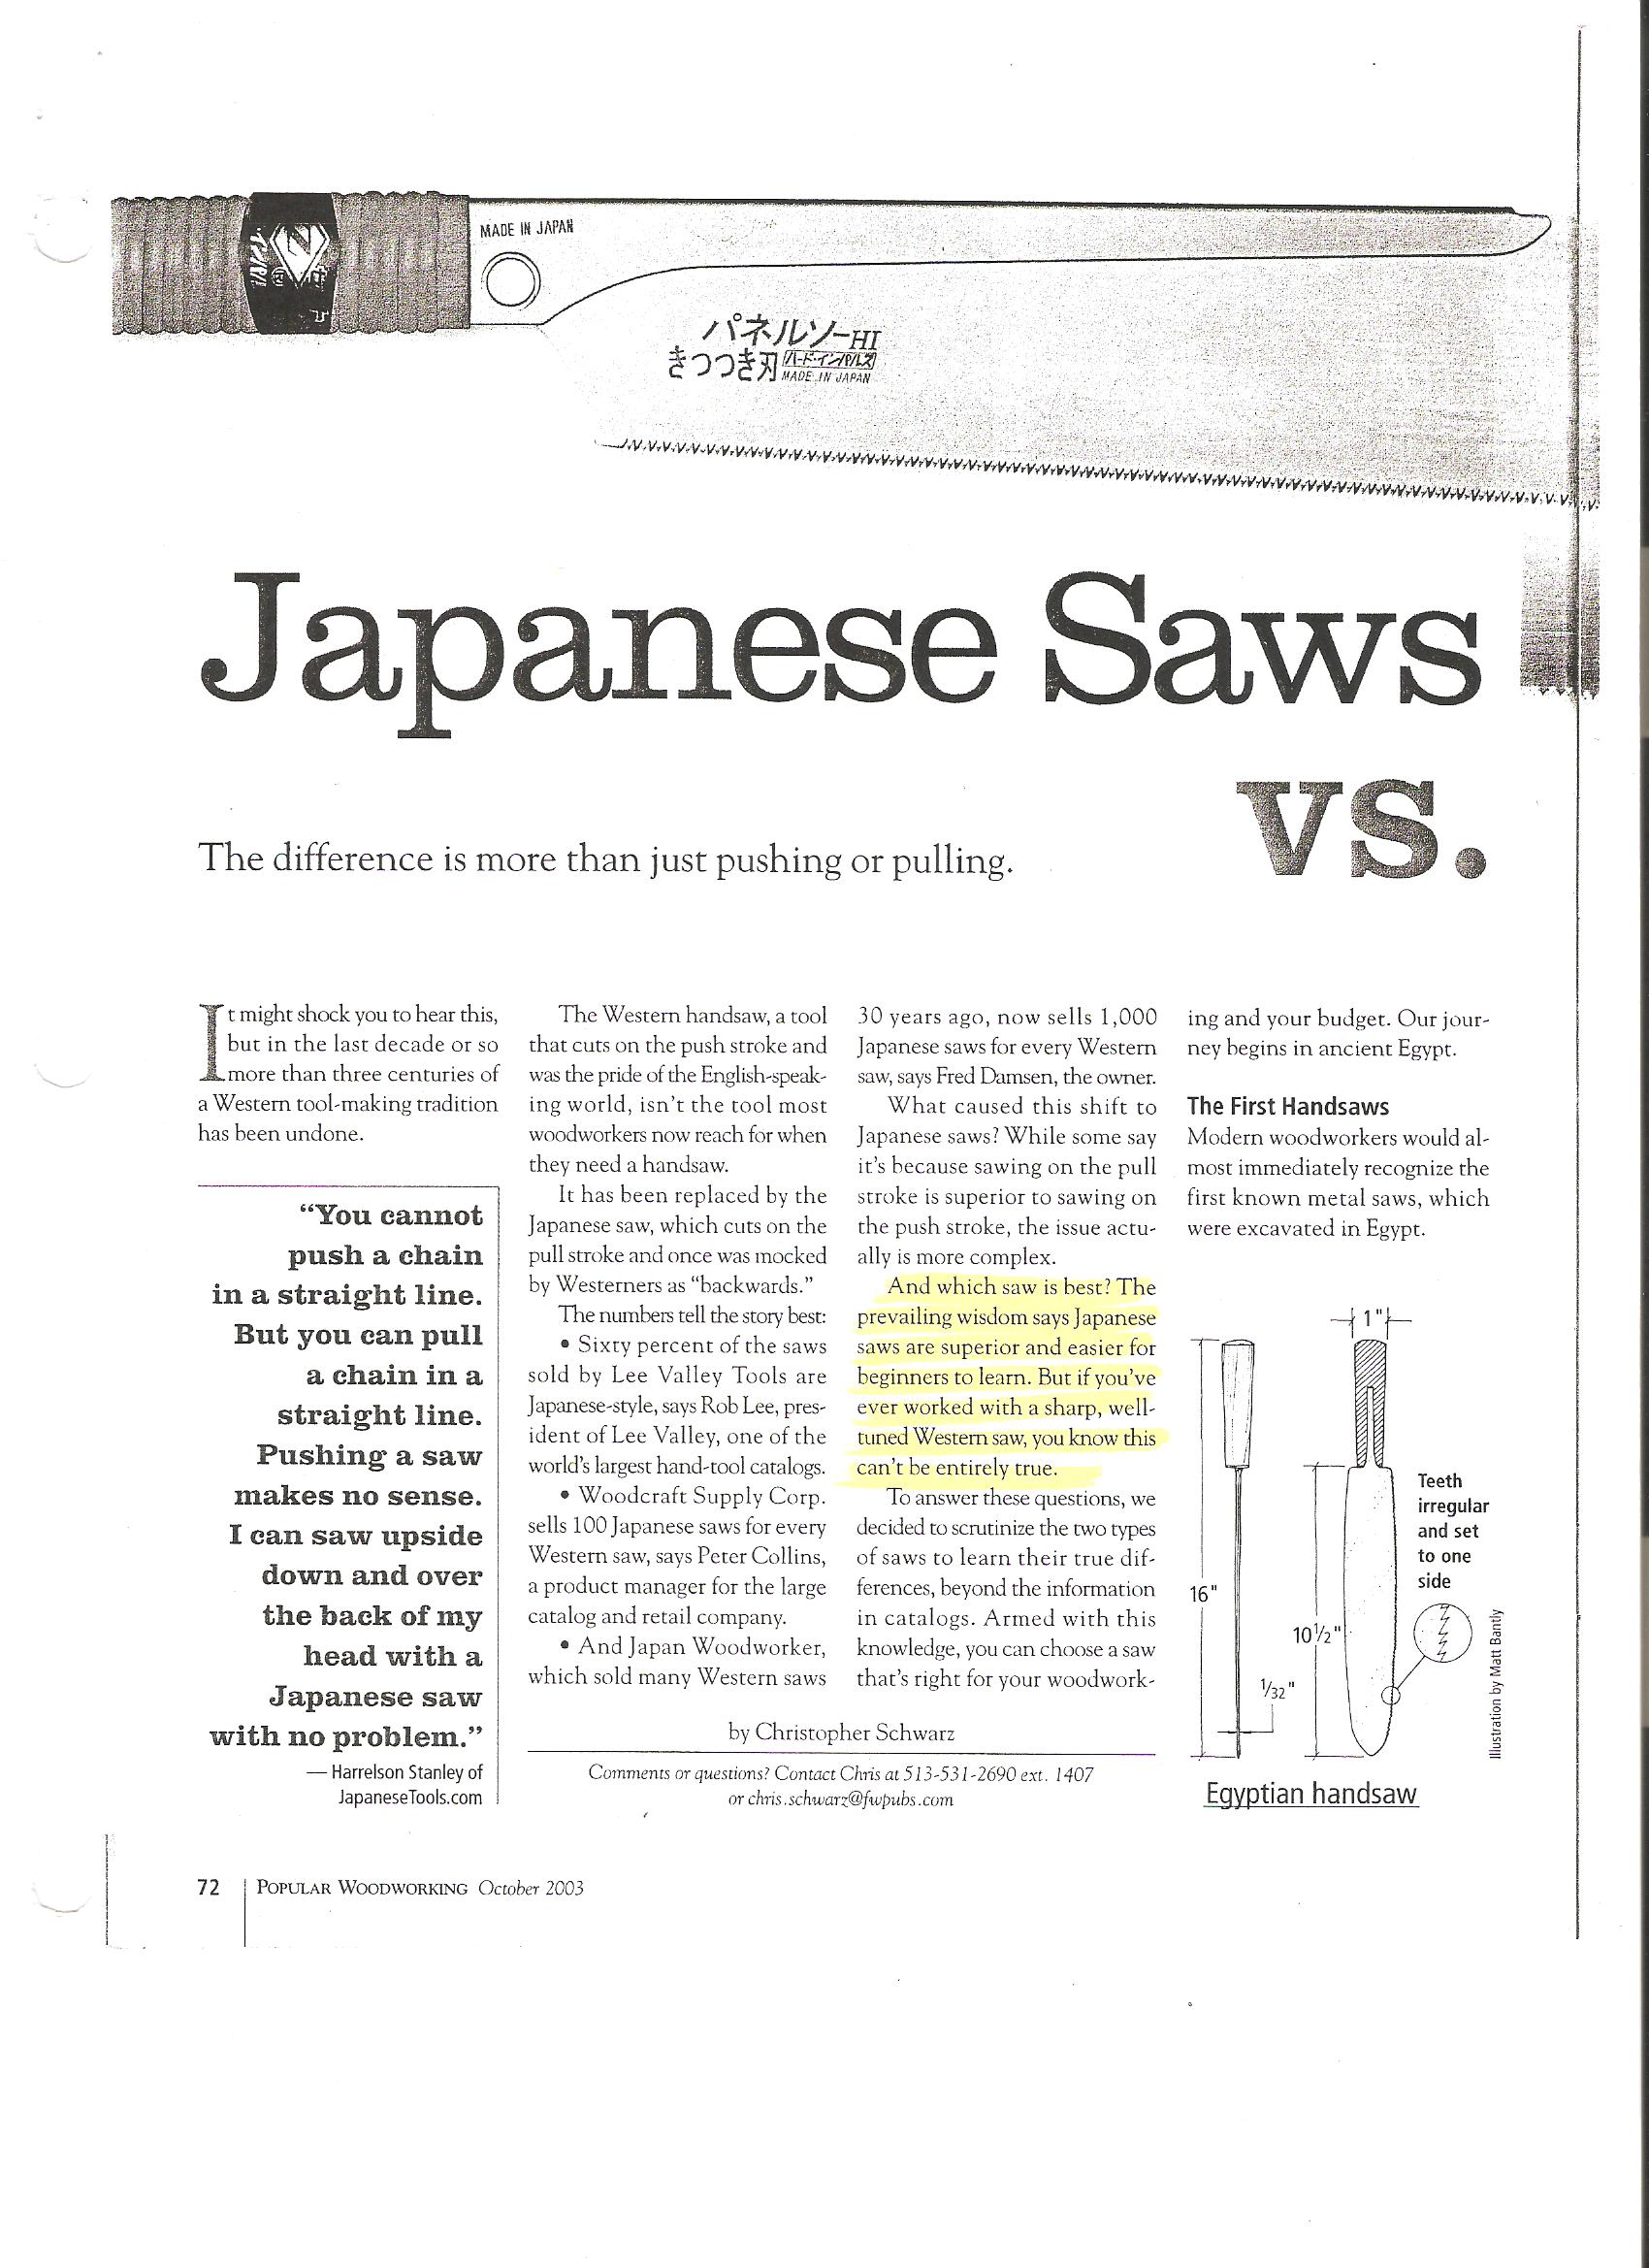 MADE IN JAPAN
パネルソーHI
きつつき刃 ハード・インパルス
MADE IN JAPAN
Japanese Saws
vs.
The difference is more than just pushing or pulling.
It might shock you to hear this,
but in the last decade or so
more than three centuries of
a Western tool-making tradition
has been undone.
“You cannot
push a chain
in a straight line.
But you can pull
a chain in a
straight line.
Pushing a saw
makes no sense.
I can saw upside
down and over
the back of my
head with a
Japanese saw
with no problem.”
— Harrelson Stanley of
JapaneseTools.com
The Western handsaw, a tool
that cuts on the push stroke and
was the pride of the English-speak-
ing world, isn't the tool most
woodworkers now reach for when
they need a handsaw.
It has been replaced by the
Japanese saw, which cuts on the
pull stroke and once was mocked
by Westerners as “backwards.”
The numbers tell the story best:
• Sixty percent of the saws
sold by Lee Valley Tools are
Japanese-style, says Rob Lee, pres-
ident of Lee Valley, one of the
world's largest hand-tool catalogs.
• Woodcraft Supply Corp.
sells 100 Japanese saws for every
Western saw, says Peter Collins,
a product manager for the large
catalog and retail company.
• And Japan Woodworker,
which sold many Western saws
30 years ago, now sells 1,000
Japanese saws for every Western
saw, says Fred Damsen, the owner.
What caused this shift to
Japanese saws? While some say
it's because sawing on the pull
stroke is superior to sawing on
the push stroke, the issue actu-
ally is more complex.
And which saw is best? The
prevailing wisdom says Japanese
saws are superior and easier for
beginners to learn. But if you've
ever worked with a sharp, well-
tuned Western saw, you know this
can't be entirely true.
To answer these questions, we
decided to scrutinize the two types
of saws to learn their true dif-
ferences, beyond the information
in catalogs. Armed with this
knowledge, you can choose a saw
that's right for your woodwork-
by Christopher Schwarz
Comments or questions? Contact Chris at 513-531-2690 ext. 1407
or chris.schwarz@fwpubs.com
ing and your budget. Our jour-
ney begins in ancient Egypt.
The First Handsaws
Modern woodworkers would al-
most immediately recognize the
first known metal saws, which
were excavated in Egypt.
1"
16"
10 1/2"
1/32"
Teeth
irregular
and set
to one
side
Illustration by Matt Bantly
Egyptian handsaw
72 POPULAR WOODWORKING October 2003